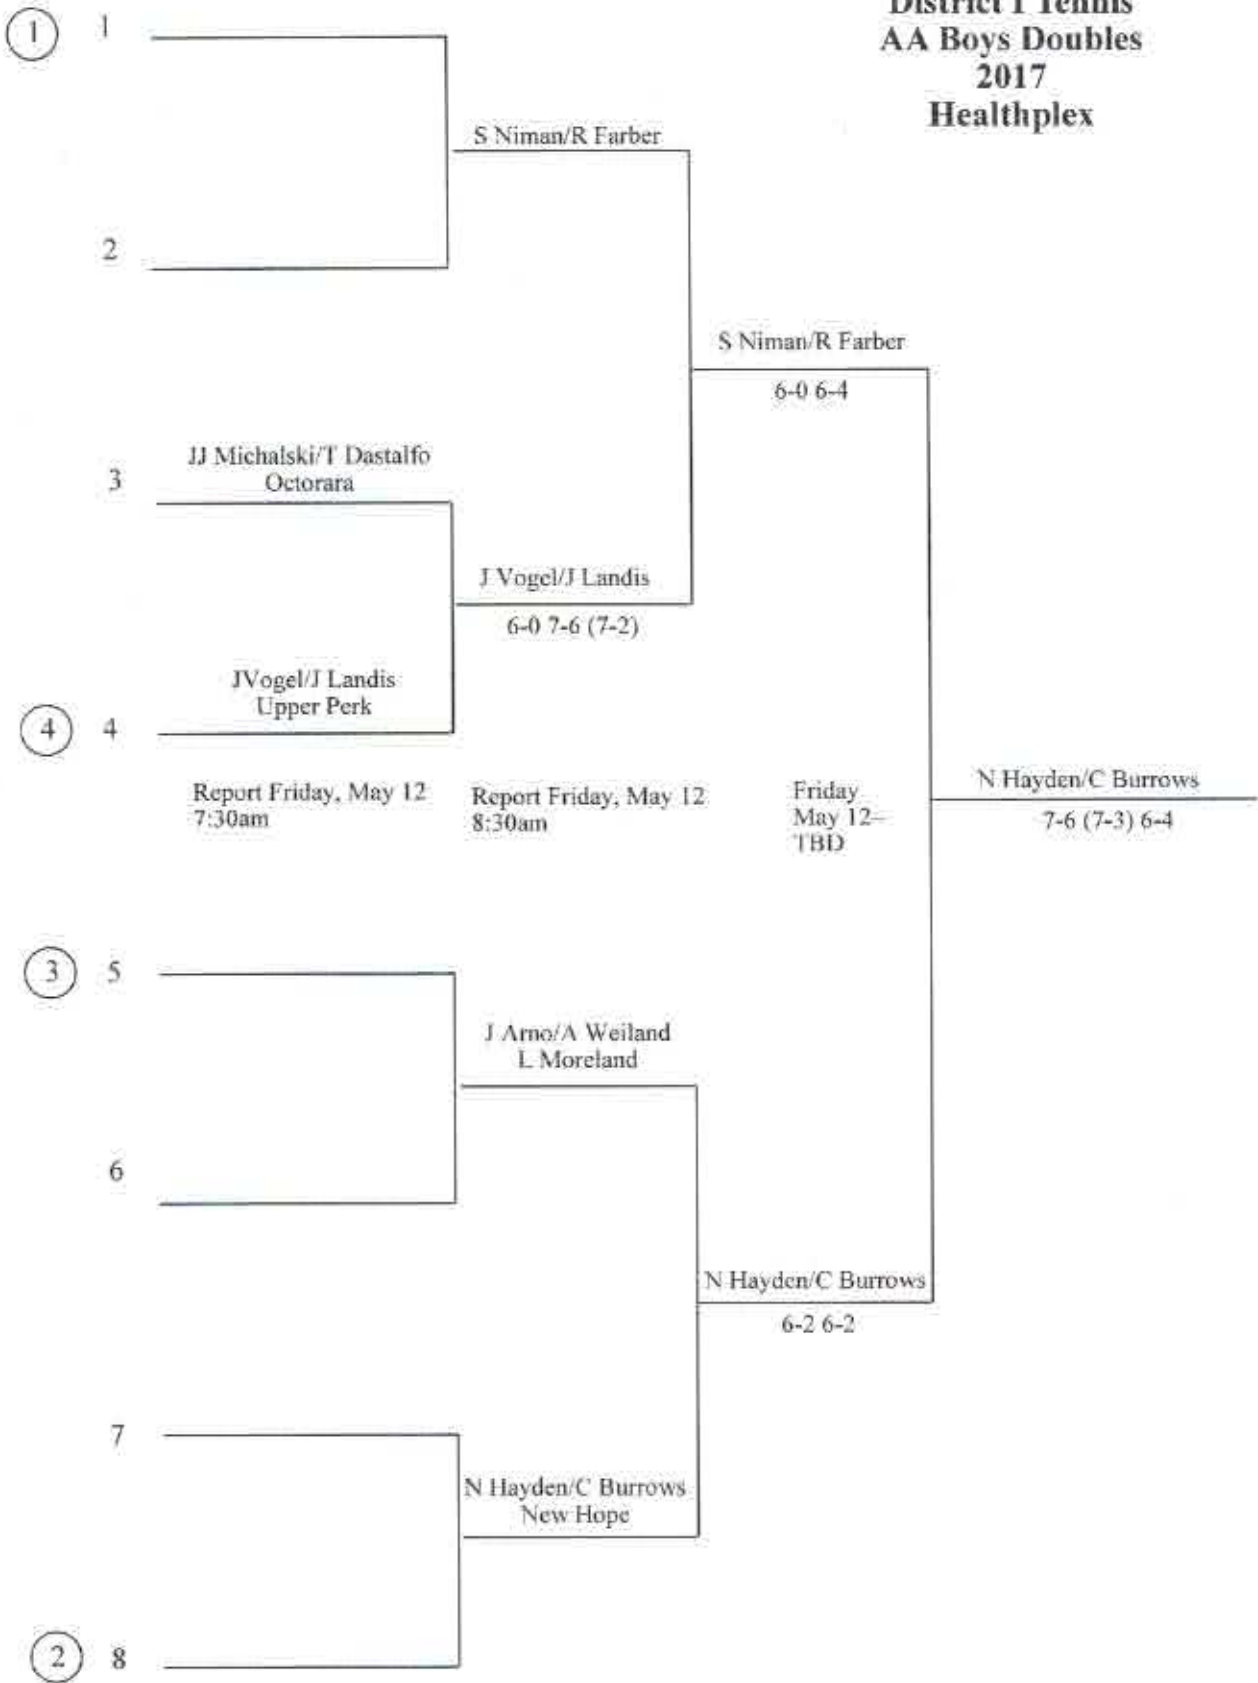 District 1 Tennis
AA Boys Doubles
2017
Healthplex
1 1
S Niman/R Farber
2
S Niman/R Farber
6-0 6-4
JJ Michalski/T Dastalfo
3
Octorara
J Vogel/J Landis
6-0 7-6 (7-2)
JVogel/J Landis
Upper Perk
4 4
Report Friday, May 12
7:30am
Report Friday, May 12
8:30am
Friday
May 12–
TBD
N Hayden/C Burrows
7-6 (7-3) 6-4
3 5
J Arno/A Weiland
L Moreland
6
N Hayden/C Burrows
6-2 6-2
7
N Hayden/C Burrows
New Hope
2 8